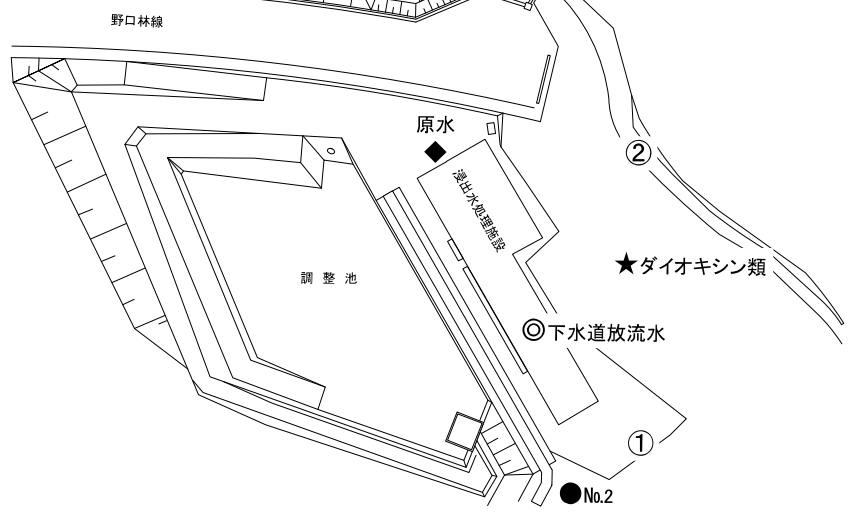 野口林線
原水
②
浸出水処理施設
★ダイオキシン類
調整池
◎下水道放流水
①
●No.2